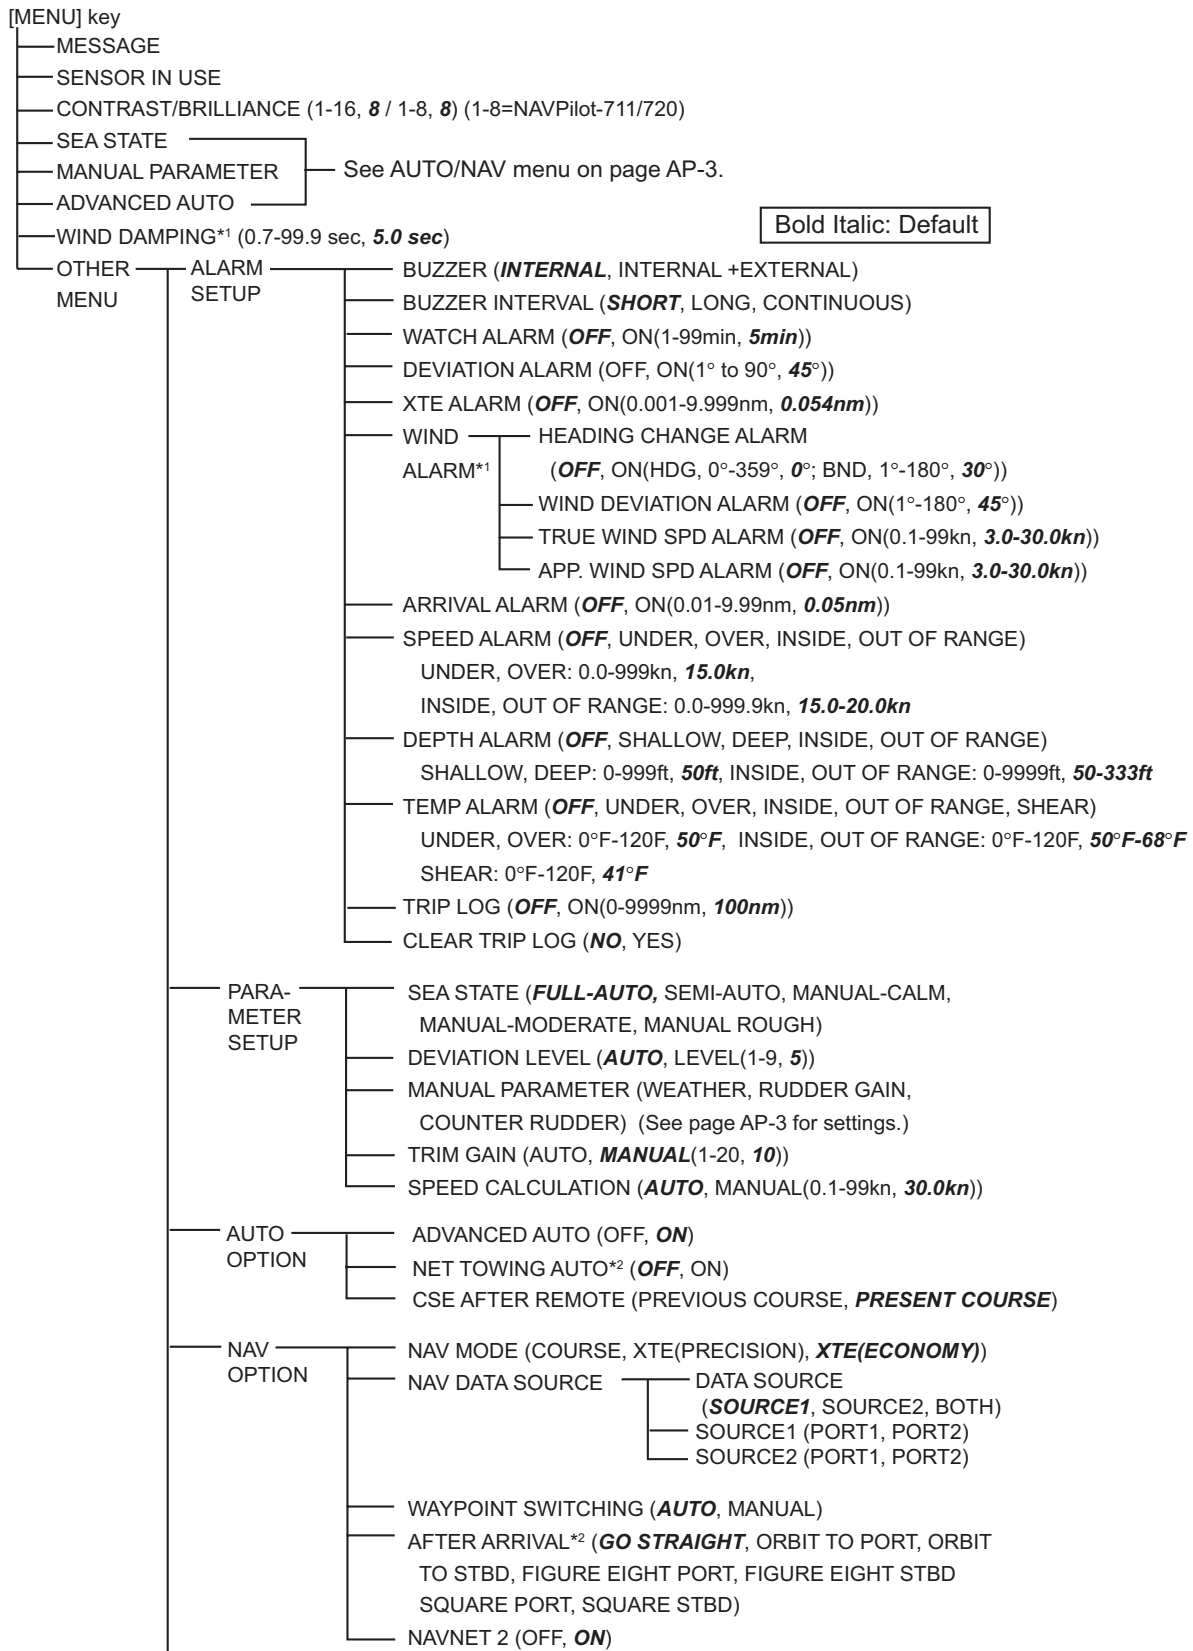 [MENU] key
MESSAGE
SENSOR IN USE
CONTRAST/BRILLIANCE (1-16, 8 / 1-8, 8) (1-8=NAVPilot-711/720)
SEA STATE
MANUAL PARAMETER
See AUTO/NAV menu on page AP-3.
ADVANCED AUTO
Bold Italic: Default
WIND DAMPING*1 (0.7-99.9 sec, 5.0 sec)
OTHER
MENU
ALARM
SETUP
BUZZER (INTERNAL, INTERNAL +EXTERNAL)
BUZZER INTERVAL (SHORT, LONG, CONTINUOUS)
WATCH ALARM (OFF, ON(1-99min, 5min))
DEVIATION ALARM (OFF, ON(1° to 90°, 45°))
XTE ALARM (OFF, ON(0.001-9.999nm, 0.054nm))
WIND
ALARM*1
HEADING CHANGE ALARM
(OFF, ON(HDG, 0°-359°, 0°; BND, 1°-180°, 30°))
WIND DEVIATION ALARM (OFF, ON(1°-180°, 45°))
TRUE WIND SPD ALARM (OFF, ON(0.1-99kn, 3.0-30.0kn))
APP. WIND SPD ALARM (OFF, ON(0.1-99kn, 3.0-30.0kn))
ARRIVAL ALARM (OFF, ON(0.01-9.99nm, 0.05nm))
SPEED ALARM (OFF, UNDER, OVER, INSIDE, OUT OF RANGE)
UNDER, OVER: 0.0-999kn, 15.0kn,
INSIDE, OUT OF RANGE: 0.0-999.9kn, 15.0-20.0kn
DEPTH ALARM (OFF, SHALLOW, DEEP, INSIDE, OUT OF RANGE)
SHALLOW, DEEP: 0-999ft, 50ft, INSIDE, OUT OF RANGE: 0-9999ft, 50-333ft
TEMP ALARM (OFF, UNDER, OVER, INSIDE, OUT OF RANGE, SHEAR)
UNDER, OVER: 0°F-120F, 50°F, INSIDE, OUT OF RANGE: 0°F-120F, 50°F-68°F
SHEAR: 0°F-120F, 41°F
TRIP LOG (OFF, ON(0-9999nm, 100nm))
CLEAR TRIP LOG (NO, YES)
PARA-
METER
SETUP
SEA STATE (FULL-AUTO, SEMI-AUTO, MANUAL-CALM,
MANUAL-MODERATE, MANUAL ROUGH)
DEVIATION LEVEL (AUTO, LEVEL(1-9, 5))
MANUAL PARAMETER (WEATHER, RUDDER GAIN,
COUNTER RUDDER) (See page AP-3 for settings.)
TRIM GAIN (AUTO, MANUAL(1-20, 10))
SPEED CALCULATION (AUTO, MANUAL(0.1-99kn, 30.0kn))
AUTO
OPTION
ADVANCED AUTO (OFF, ON)
NET TOWING AUTO*2 (OFF, ON)
CSE AFTER REMOTE (PREVIOUS COURSE, PRESENT COURSE)
NAV
OPTION
NAV MODE (COURSE, XTE(PRECISION), XTE(ECONOMY))
NAV DATA SOURCE
DATA SOURCE
(SOURCE1, SOURCE2, BOTH)
SOURCE1 (PORT1, PORT2)
SOURCE2 (PORT1, PORT2)
WAYPOINT SWITCHING (AUTO, MANUAL)
AFTER ARRIVAL*2 (GO STRAIGHT, ORBIT TO PORT, ORBIT
TO STBD, FIGURE EIGHT PORT, FIGURE EIGHT STBD
SQUARE PORT, SQUARE STBD)
NAVNET 2 (OFF, ON)